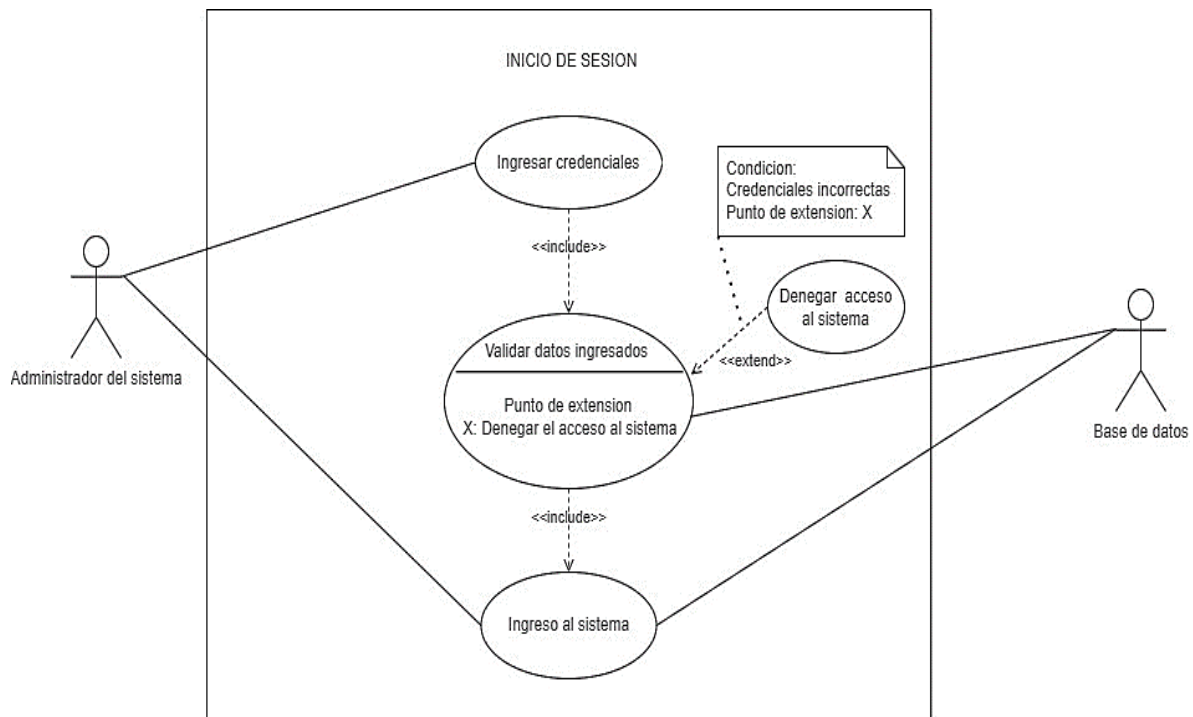 INICIO DE SESION
Ingresar credenciales
Condicion:
Credenciales incorrectas
Punto de extension: X
<<include>>
Denegar acceso
al sistema
Validar datos ingresados
<<extend>>
Administrador del sistema
Punto de extension
X: Denegar el acceso al sistema
Base de datos
<<include>>
Ingreso al sistema